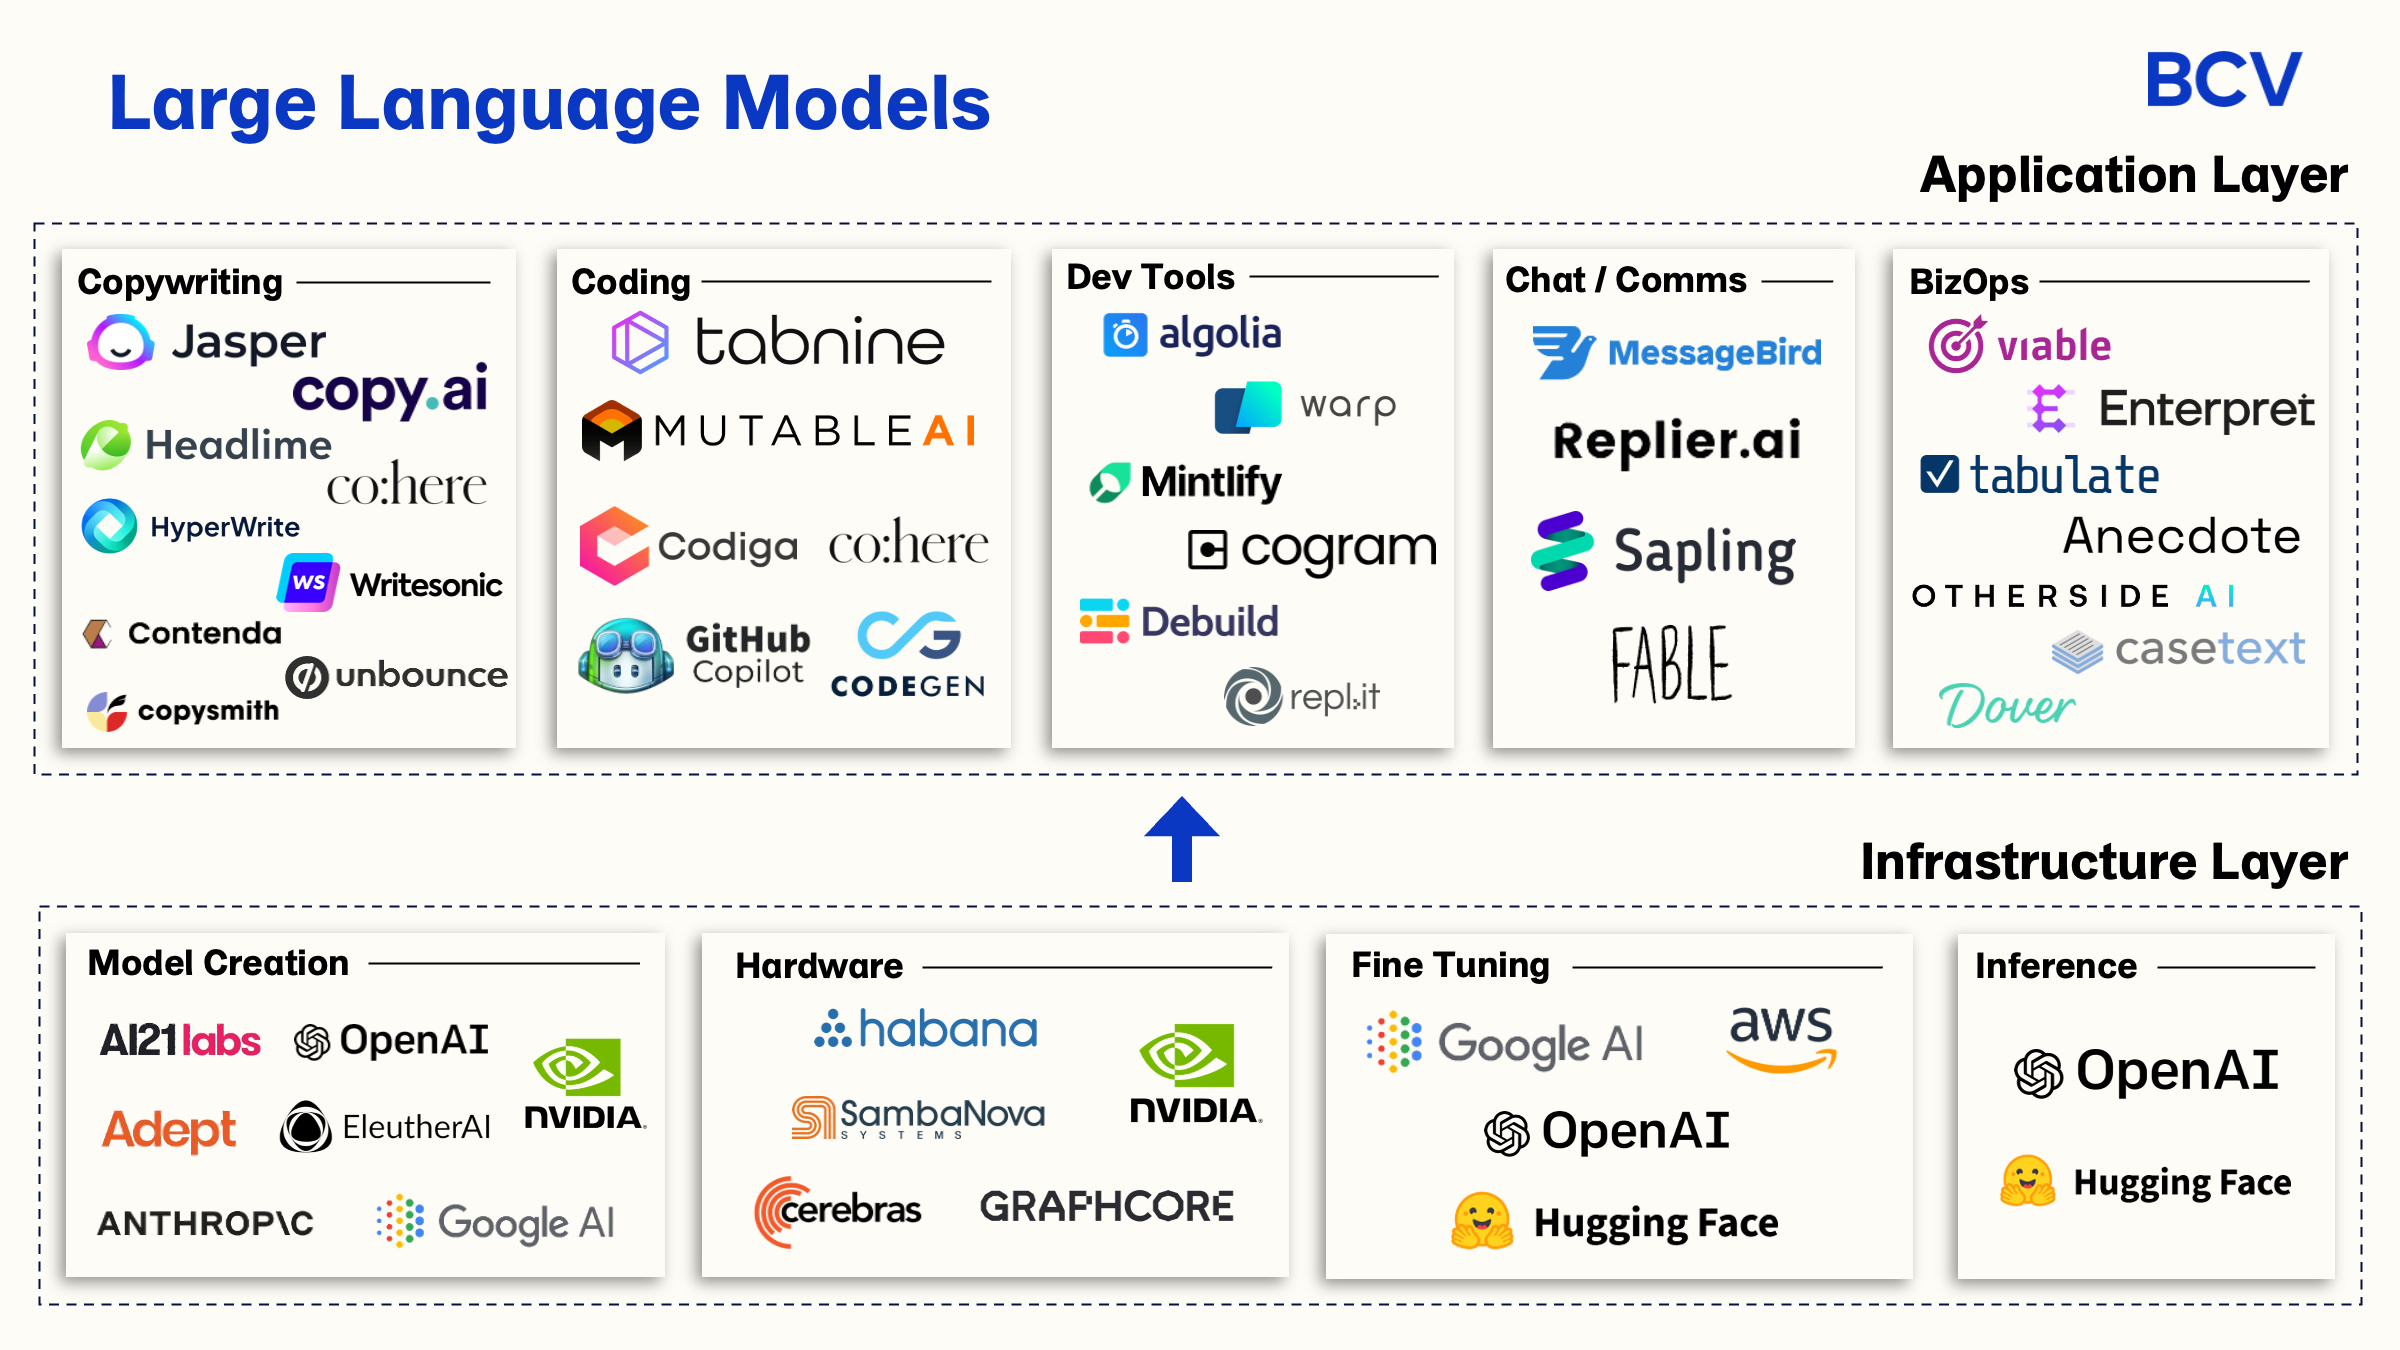 Large Language Models
BCV
Application Layer
Copywriting
Jasper
copy.ai
Headlime
co:here
HyperWrite
WS Writesonic
Contenda
unbounce
copysmith
Coding
tabnine
MUTABLEAI
Codiga
co:here
GitHub
Copilot
CODEGEN
Dev Tools
algolia
warp
Mintlify
cogram
Debuild
repl:it
Chat / Comms
MessageBird
Replier.ai
Sapling
FABLE
BizOps
viable
Enterpret
tabulate
Anecdote
OTHERSIDE AI
casetext
Dover
Infrastructure Layer
Model Creation
AI21labs
OpenAI
NVIDIA.
Adept
EleutherAI
ANTHROP\C
Google AI
Hardware
habana
NVIDIA.
SambaNova
SYSTEMS
cerebras
GRAPHCORE
Fine Tuning
Google AI
aws
OpenAI
Hugging Face
Inference
OpenAI
Hugging Face